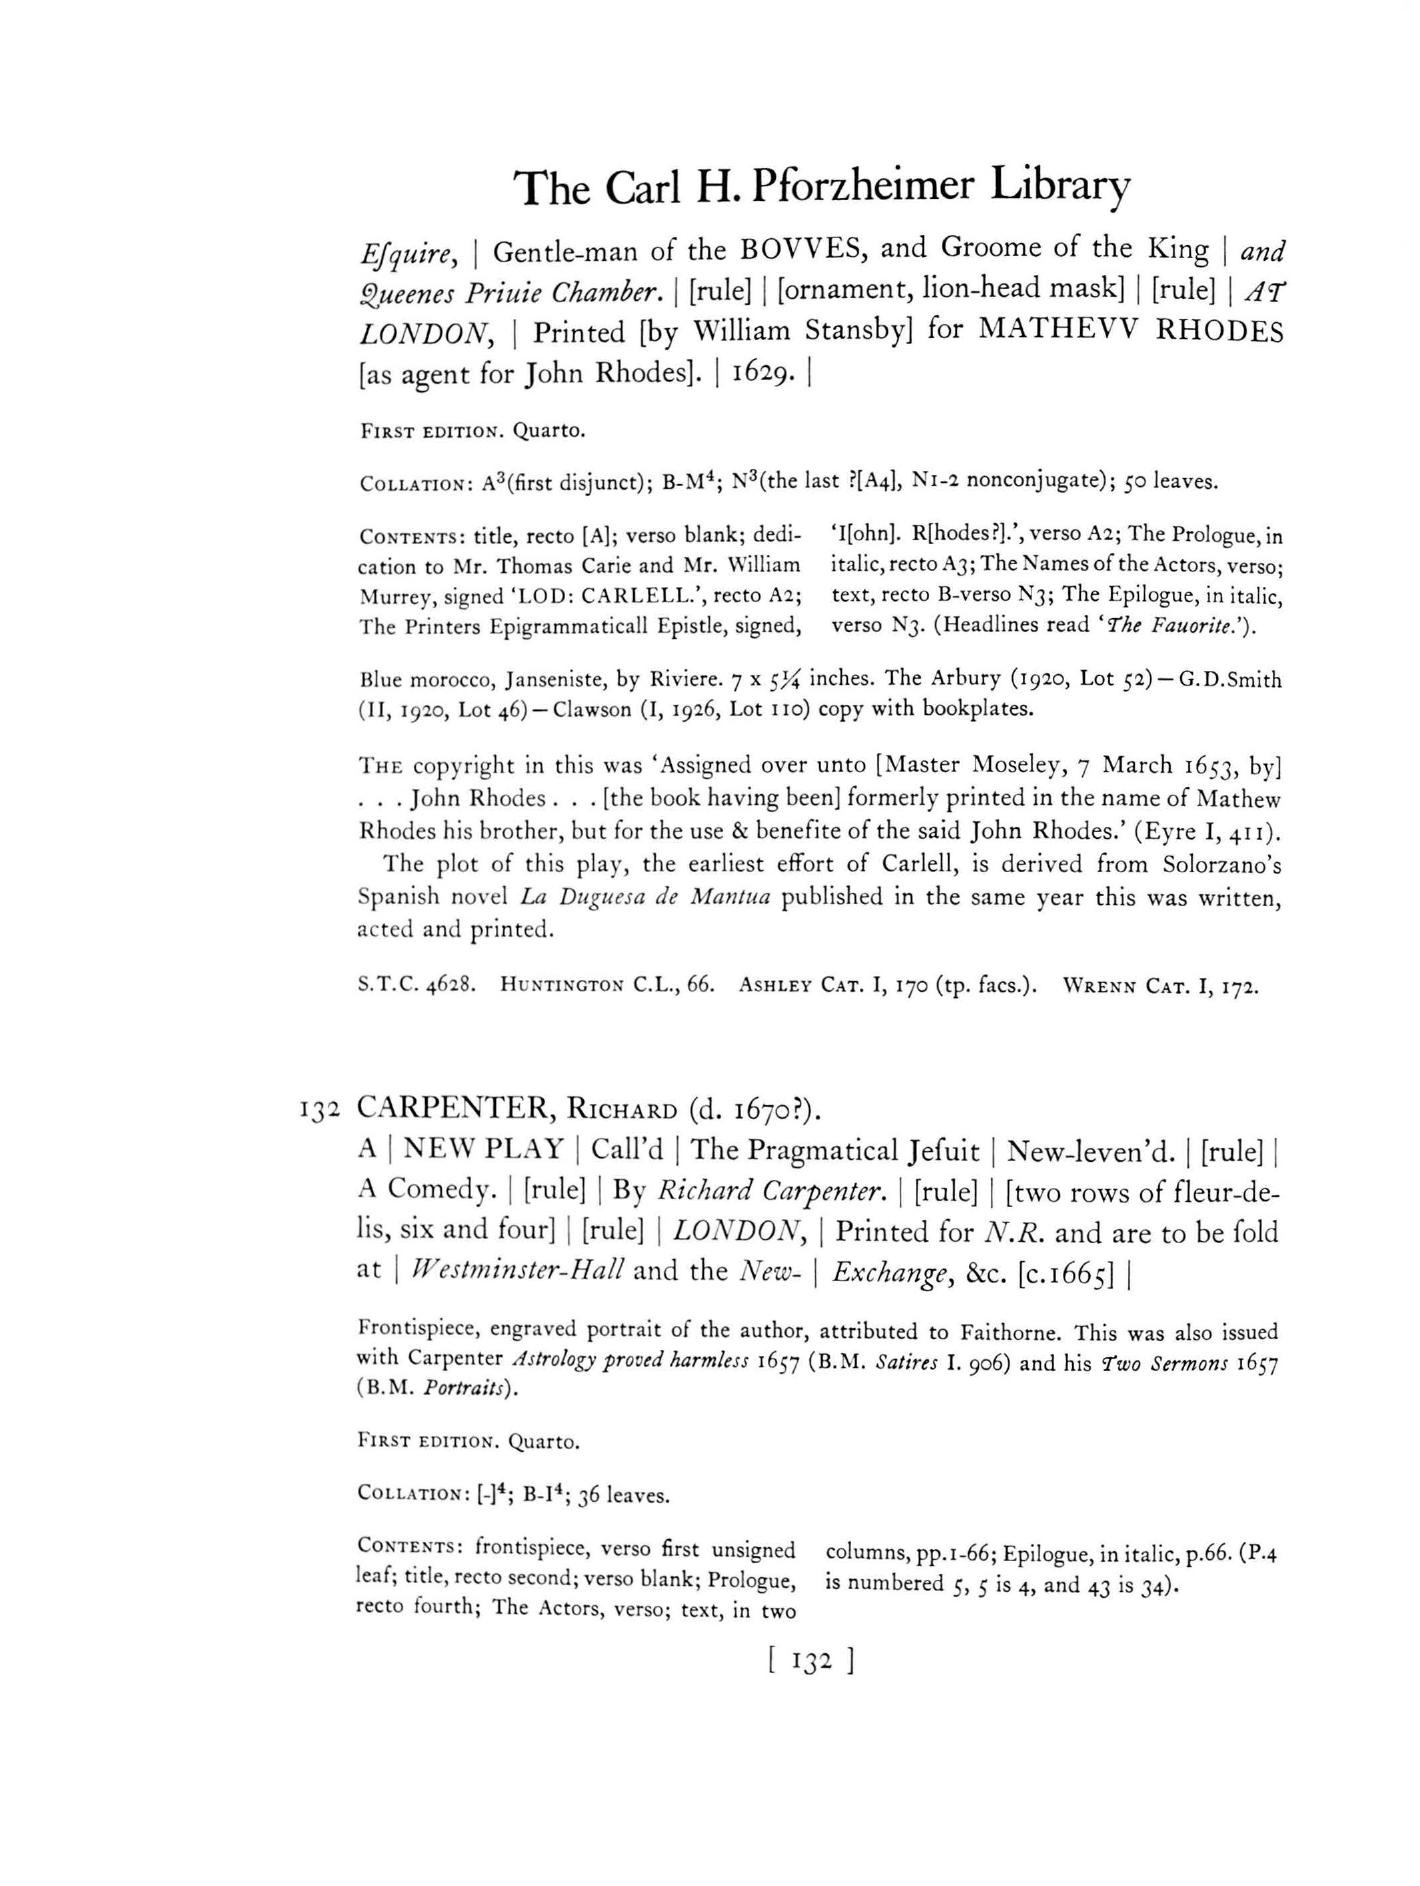 The Carl H. Pforzheimer Library
Eſquire, | Gentle-man of the BOVVES, and Groome of the King | and
Queenes Priuie Chamber. | [rule] | [ornament, lion-head mask] | [rule] | AT
LONDON, | Printed [by William Stansby] for MATHEVV RHODES
[as agent for John Rhodes]. | 1629. |
FIRST EDITION. Quarto.
COLLATION: A³(first disjunct); B-M⁴; N³(the last ?[A4], N1-2 nonconjugate); 50 leaves.
CONTENTS: title, recto [A]; verso blank; dedi-
cation to Mr. Thomas Carie and Mr. William
Murrey, signed ‘LOD: CARLELL.’, recto A2;
The Printers Epigrammaticall Epistle, signed,
‘I[ohn]. R[hodes?].’, verso A2; The Prologue, in
italic, recto A3; The Names of the Actors, verso;
text, recto B-verso N3; The Epilogue, in italic,
verso N3. (Headlines read ‘The Fauorite.’).
Blue morocco, Janseniste, by Riviere. 7 x 5¼ inches. The Arbury (1920, Lot 52)—G.D.Smith
(II, 1920, Lot 46)—Clawson (I, 1926, Lot 110) copy with bookplates.
THE copyright in this was ‘Assigned over unto [Master Moseley, 7 March 1653, by]
. . . John Rhodes . . . [the book having been] formerly printed in the name of Mathew
Rhodes his brother, but for the use & benefite of the said John Rhodes.’ (Eyre I, 411).
The plot of this play, the earliest effort of Carlell, is derived from Solorzano’s
Spanish novel La Duguesa de Mantua published in the same year this was written,
acted and printed.
S.T.C. 4628. HUNTINGTON C.L., 66. ASHLEY CAT. I, 170 (tp. facs.). WRENN CAT. I, 172.
132 CARPENTER, RICHARD (d. 1670?).
A | NEW PLAY | Call’d | The Pragmatical Jeſuit | New-leven’d. | [rule] |
A Comedy. | [rule] | By Richard Carpenter. | [rule] | [two rows of fleur-de-
lis, six and four] | [rule] | LONDON, | Printed for N.R. and are to be ſold
at | Westminster-Hall and the New- | Exchange, &c. [c.1665] |
Frontispiece, engraved portrait of the author, attributed to Faithorne. This was also issued
with Carpenter Astrology proved harmless 1657 (B.M. Satires I. 906) and his Two Sermons 1657
(B.M. Portraits).
FIRST EDITION. Quarto.
COLLATION: [-]⁴; B-I⁴; 36 leaves.
CONTENTS: frontispiece, verso first unsigned
leaf; title, recto second; verso blank; Prologue,
recto fourth; The Actors, verso; text, in two
columns, pp.1-66; Epilogue, in italic, p.66. (P.4
is numbered 5, 5 is 4, and 43 is 34).
[ 132 ]